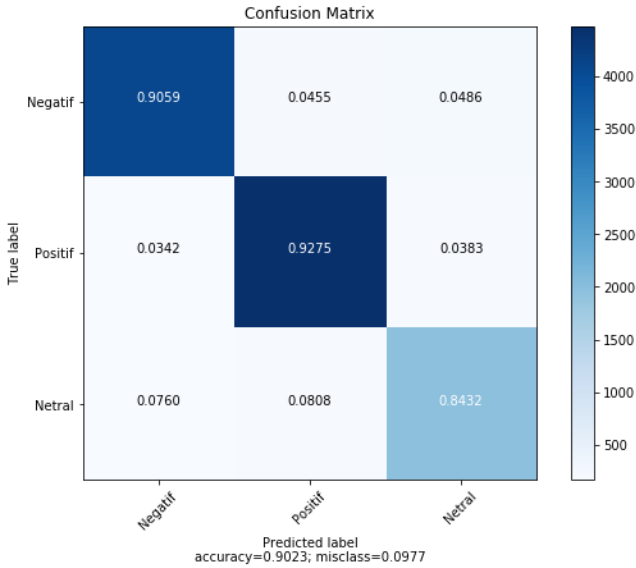 Confusion Matrix
Negatif 0.9059 0.0455 0.0486
Positif 0.0342 0.9275 0.0383
Netral 0.0760 0.0808 0.8432
True label
Negatif Positif Netral
Predicted label
accuracy=0.9023; misclass=0.0977
4000
3500
3000
2500
2000
1500
1000
500